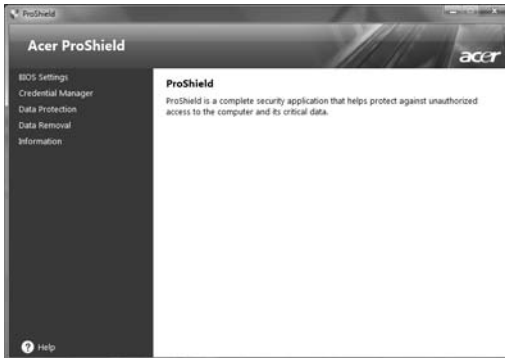 ProShield
Acer ProShield
acer
BIOS Settings
Credential Manager
Data Protection
Data Removal
Information
ProShield
ProShield is a complete security application that helps protect against unauthorized
access to the computer and its critical data.
? Help